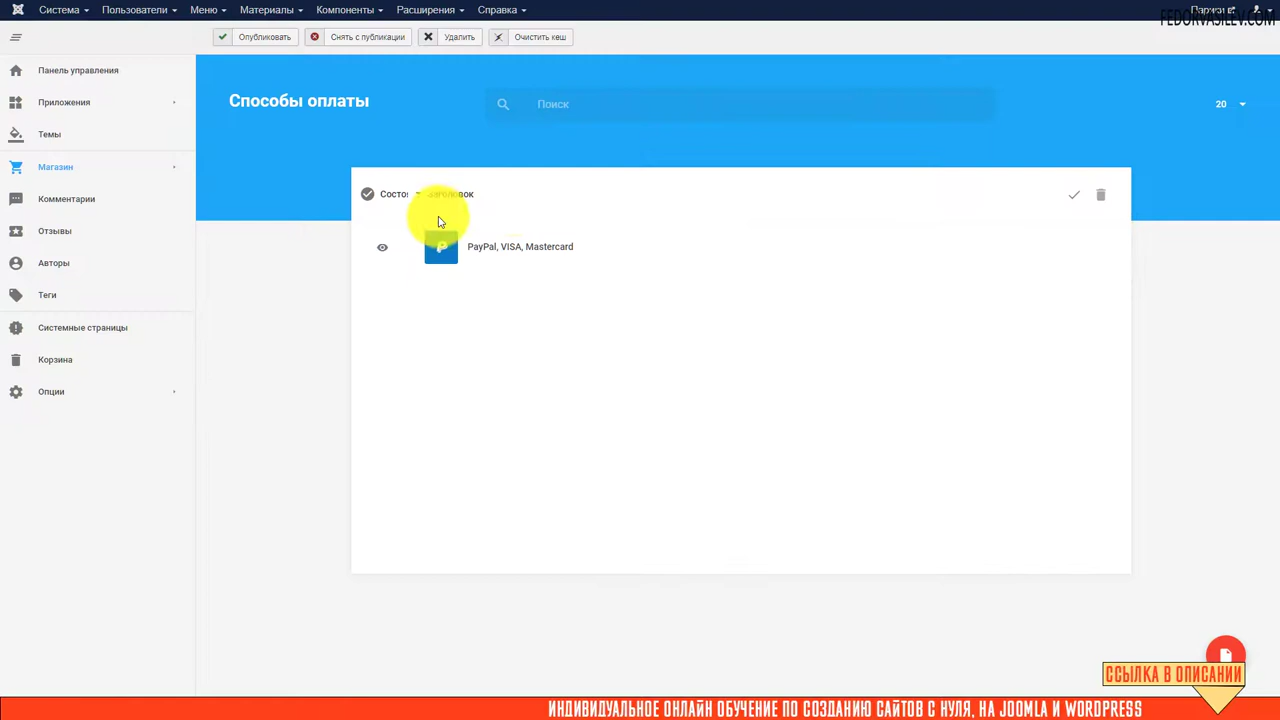 Система Пользователи Меню Материалы Компоненты Расширения Справка
FEDORVASILEV.COM
Опубликовать Снять с публикации Удалить Очистить кеш
Панель управления
Способы оплаты
Поиск
20
Приложения
Темы
Магазин
Состоя Заголовок
Комментарии
Отзывы
PayPal, VISA, Mastercard
Авторы
Теги
Системные страницы
Корзина
Опции
ССЫЛКА В ОПИСАНИИ
ИНДИВИДУАЛЬНОЕ ОНЛАЙН ОБУЧЕНИЕ ПО СОЗДАНИЮ САЙТОВ С НУЛЯ, НА JOOMLA И WORDPRESS